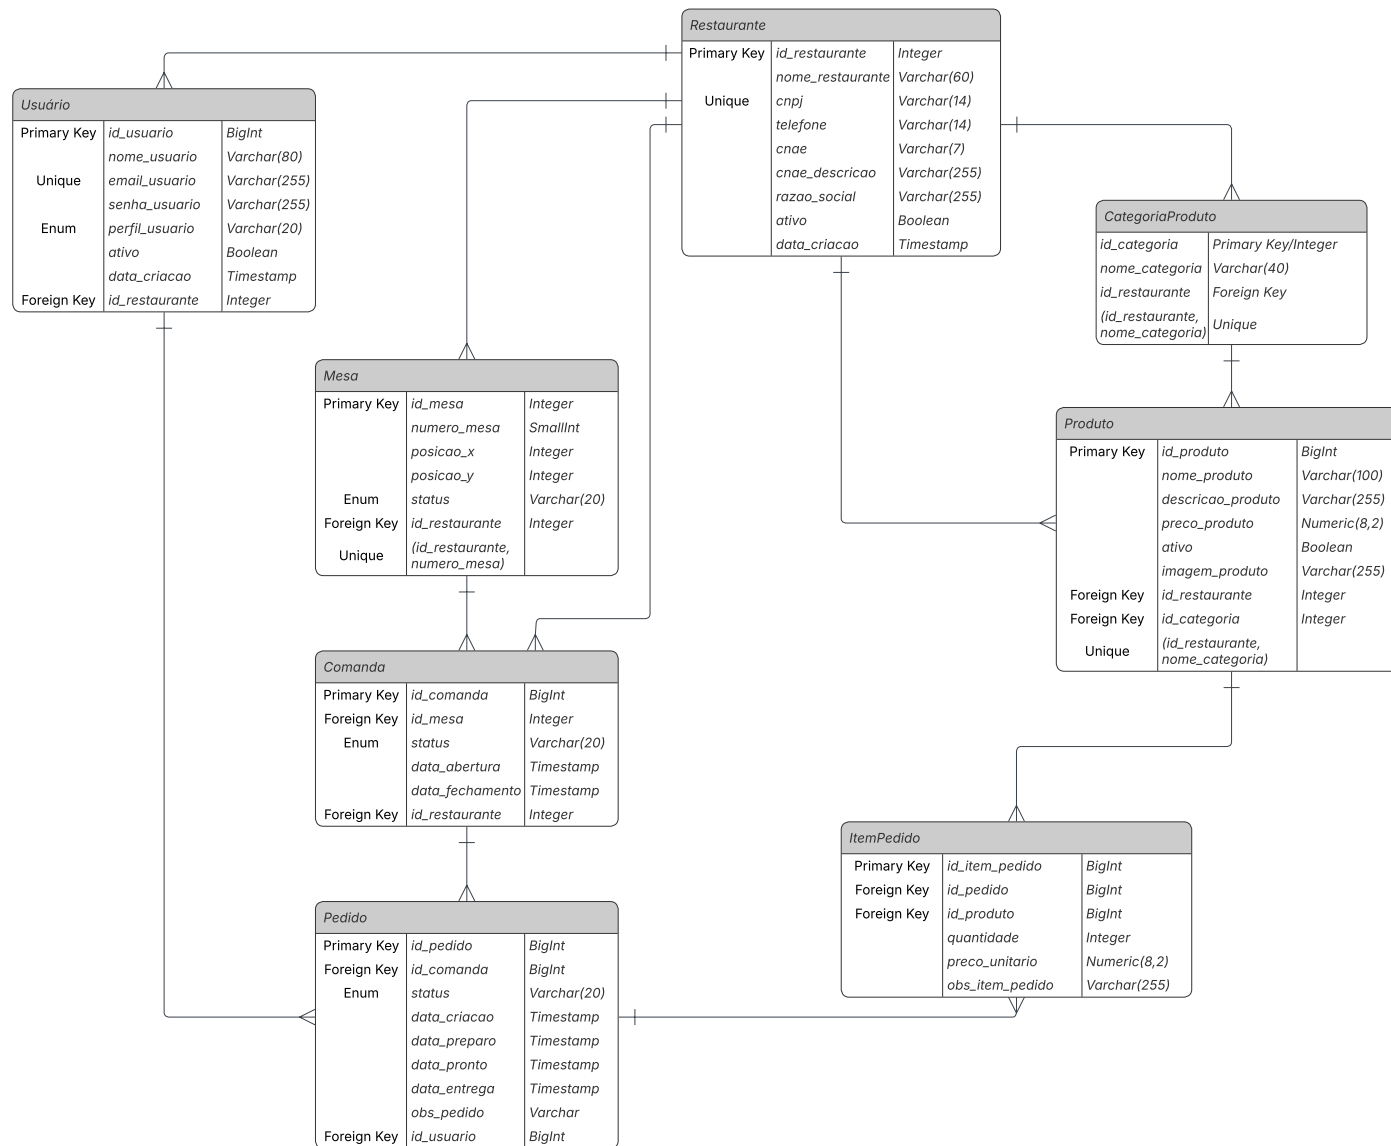 Restaurante
Primary Key id_restaurante Integer
nome_restaurante Varchar(60)
Unique cnpj Varchar(14)
telefone Varchar(14)
cnae Varchar(7)
cnae_descricao Varchar(255)
razao_social Varchar(255)
ativo Boolean
data_criacao Timestamp
Usuário
Primary Key id_usuario BigInt
nome_usuario Varchar(80)
Unique email_usuario Varchar(255)
senha_usuario Varchar(255)
Enum perfil_usuario Varchar(20)
ativo Boolean
data_criacao Timestamp
Foreign Key id_restaurante Integer
CategoriaProduto
id_categoria Primary Key/Integer
nome_categoria Varchar(40)
id_restaurante Foreign Key
(id_restaurante,
nome_categoria) Unique
Mesa
Primary Key id_mesa Integer
numero_mesa SmallInt
posicao_x Integer
posicao_y Integer
Enum status Varchar(20)
Foreign Key id_restaurante Integer
Unique (id_restaurante,
numero_mesa)
Produto
Primary Key id_produto BigInt
nome_produto Varchar(100)
descricao_produto Varchar(255)
preco_produto Numeric(8,2)
ativo Boolean
imagem_produto Varchar(255)
Foreign Key id_restaurante Integer
Foreign Key id_categoria Integer
Unique (id_restaurante,
nome_categoria)
Comanda
Primary Key id_comanda BigInt
Foreign Key id_mesa Integer
Enum status Varchar(20)
data_abertura Timestamp
data_fechamento Timestamp
Foreign Key id_restaurante Integer
ItemPedido
Primary Key id_item_pedido BigInt
Foreign Key id_pedido BigInt
Foreign Key id_produto BigInt
quantidade Integer
preco_unitario Numeric(8,2)
obs_item_pedido Varchar(255)
Pedido
Primary Key id_pedido BigInt
Foreign Key id_comanda BigInt
Enum status Varchar(20)
data_criacao Timestamp
data_preparo Timestamp
data_pronto Timestamp
data_entrega Timestamp
obs_pedido Varchar
Foreign Key id_usuario BigInt